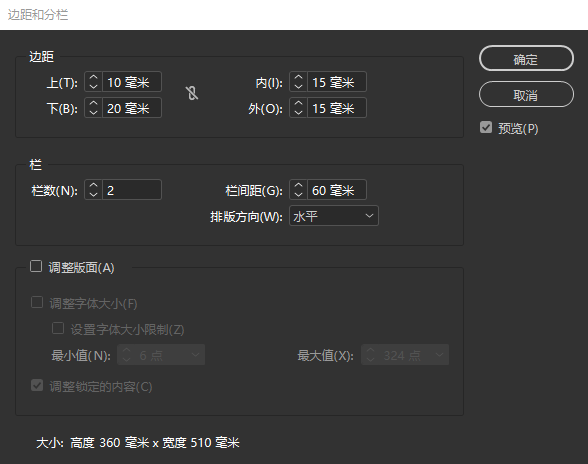 边距和分栏
边距
上(T): 10 毫米 内(I): 15 毫米
下(B): 20 毫米 外(O): 15 毫米
确定
取消
预览(P)
栏
栏数(N): 2 栏间距(G): 60 毫米
排版方向(W): 水平
调整版面(A)
调整字体大小(F)
设置字体大小限制(Z)
最小值(N): 6 点 最大值(X): 324 点
调整锁定的内容(C)
大小: 高度 360 毫米 x 宽度 510 毫米